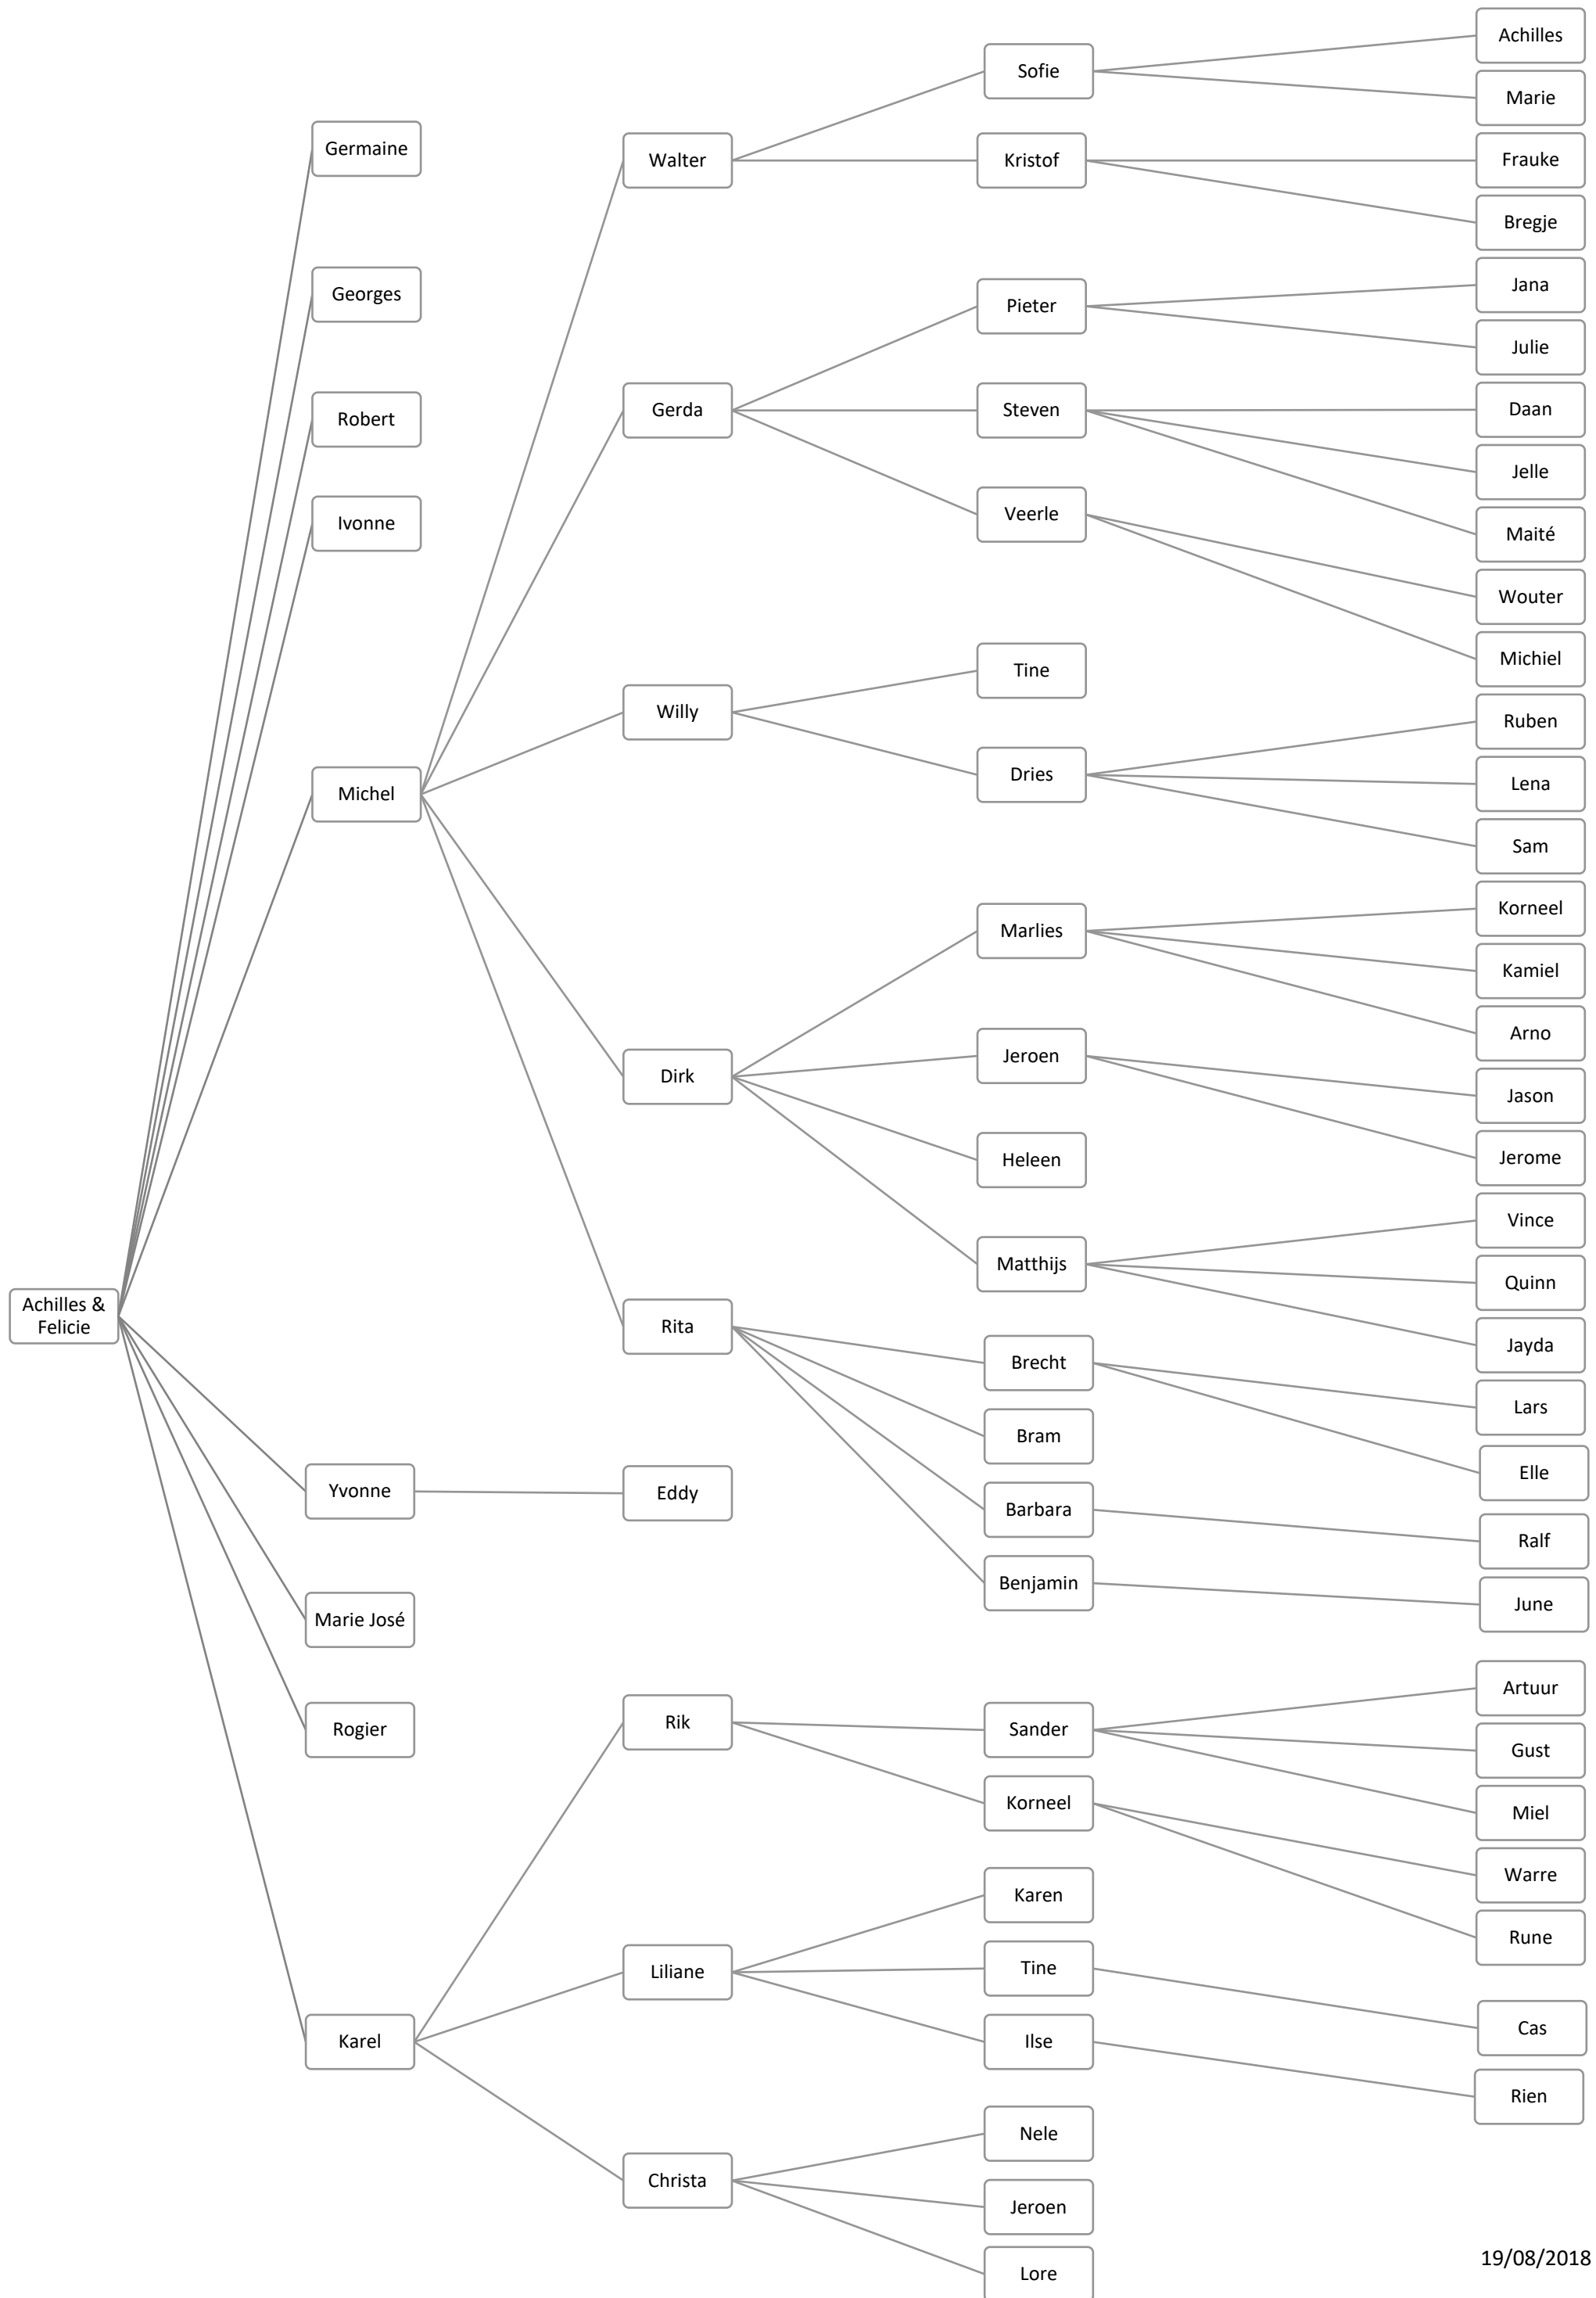 Achilles &
Felicie
Germaine
Georges
Robert
Ivonne
Michel
Yvonne
Marie José
Rogier
Karel
Walter
Gerda
Willy
Dirk
Rita
Eddy
Rik
Liliane
Christa
Sofie
Kristof
Pieter
Steven
Veerle
Tine
Dries
Marlies
Jeroen
Heleen
Matthijs
Brecht
Bram
Barbara
Benjamin
Sander
Korneel
Karen
Tine
Ilse
Nele
Jeroen
Lore
Achilles
Marie
Frauke
Bregje
Jana
Julie
Daan
Jelle
Maité
Wouter
Michiel
Ruben
Lena
Sam
Korneel
Kamiel
Arno
Jason
Jerome
Vince
Quinn
Jayda
Lars
Elle
Ralf
June
Artuur
Gust
Miel
Warre
Rune
Cas
Rien
19/08/2018